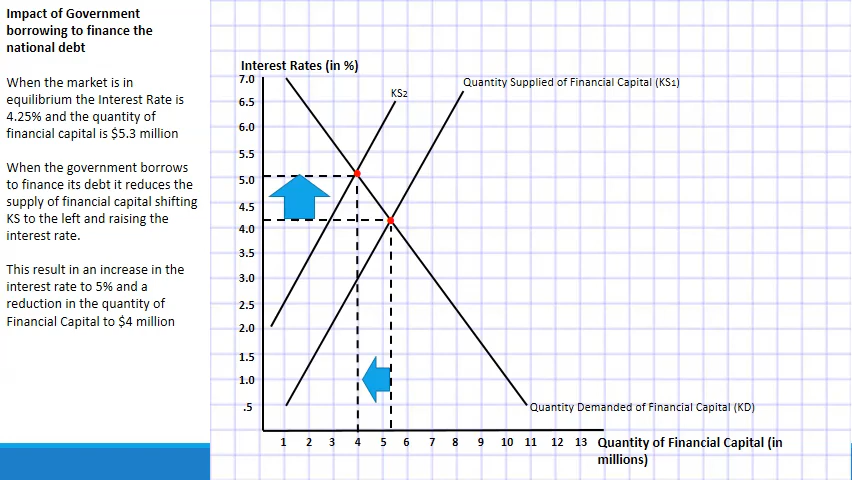 Impact of Government
borrowing to finance the
national debt
When the market is in
equilibrium the Interest Rate is
4.25% and the quantity of
financial capital is $5.3 million
When the government borrows
to finance its debt it reduces the
supply of financial capital shifting
KS to the left and raising the
interest rate.
This result in an increase in the
interest rate to 5% and a
reduction in the quantity of
Financial Capital to $4 million
Interest Rates (in %)
7.0
6.5
6.0
5.5
5.0
4.5
4.0
3.5
3.0
2.5
2.0
1.5
1.0
.5
KS2
Quantity Supplied of Financial Capital (KS1)
Quantity Demanded of Financial Capital (KD)
1 2 3 4 5 6 7 8 9 10 11 12 13
Quantity of Financial Capital (in
millions)